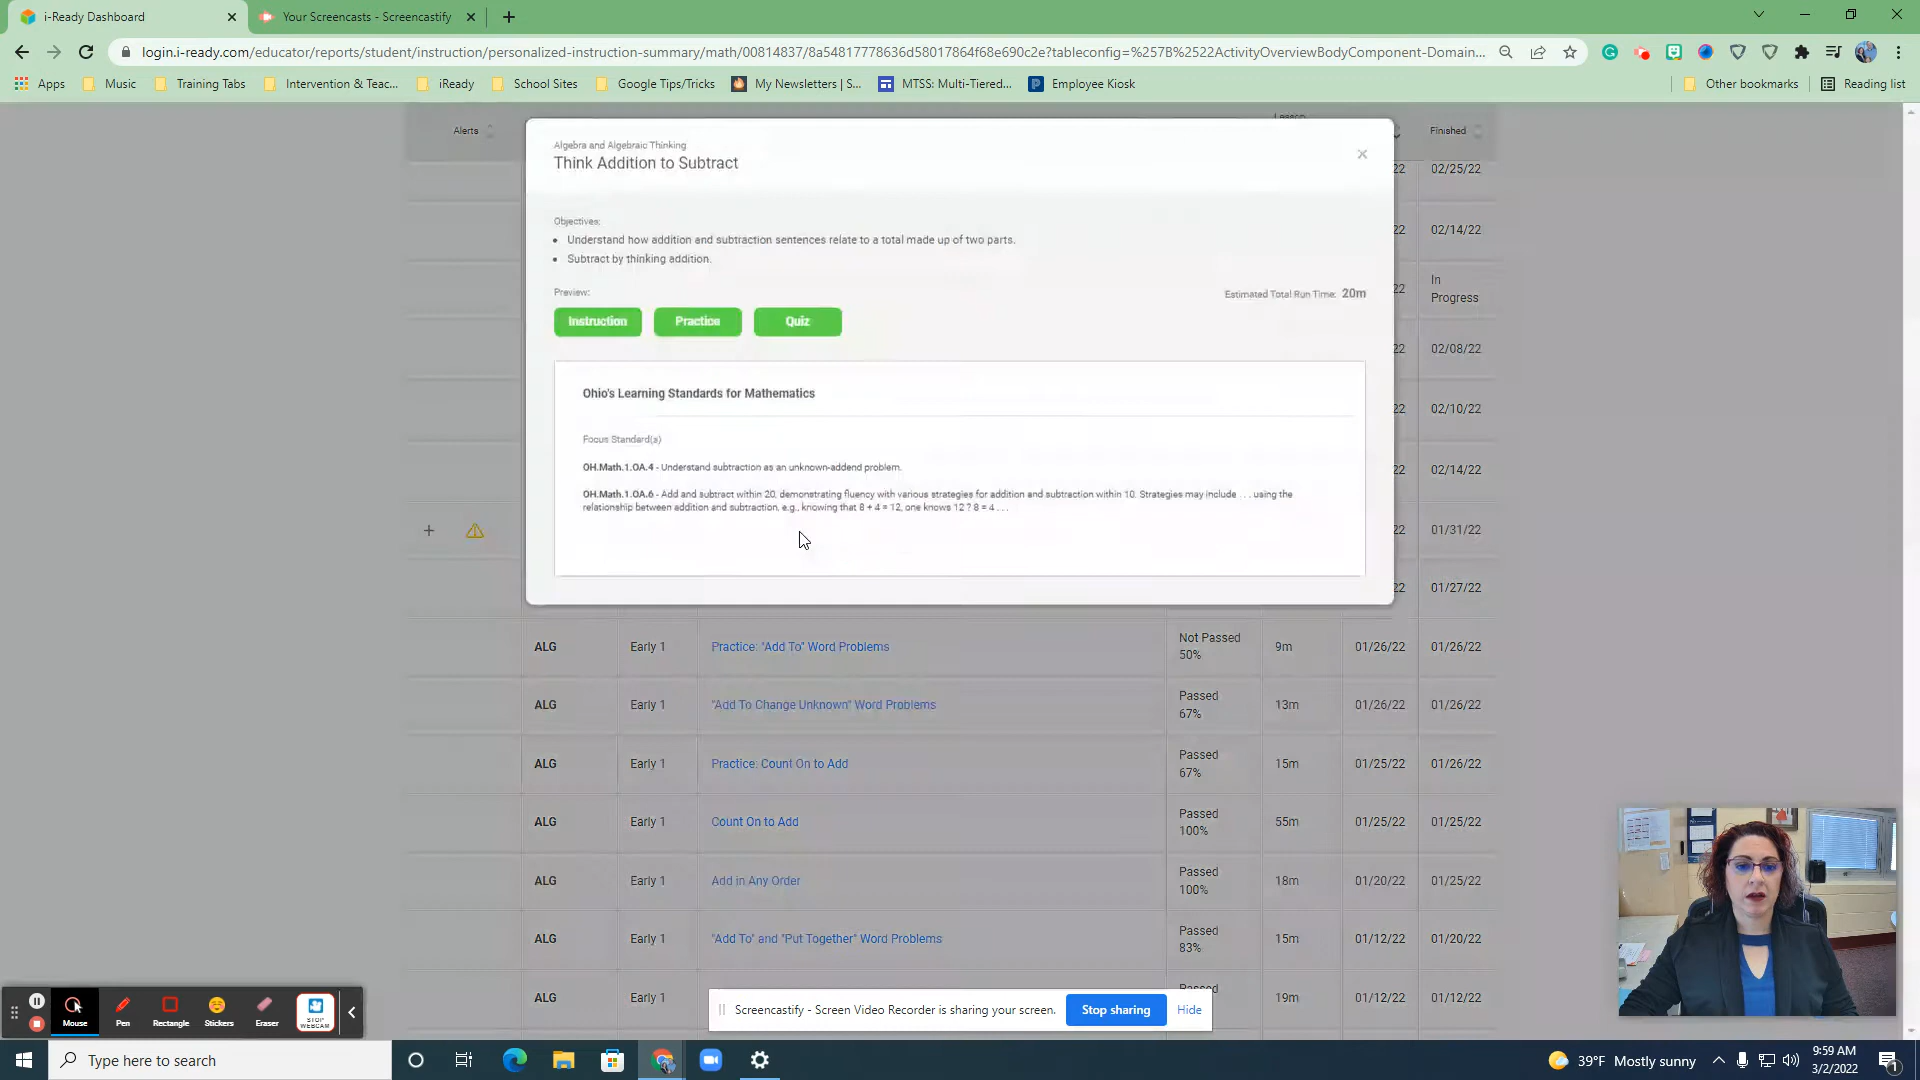 i-Ready Dashboard
Your Screencasts - Screencastify
login.i-ready.com/educator/reports/student/instruction/personalized-instruction-summary/math/00814837/8a54817778636d58017864f68e690c2e?tableconfig=%257B%2522ActivityOverviewBodyComponent-Domain...
Apps Music Training Tabs Intervention & Teac... iReady School Sites Google Tips/Tricks My Newsletters | S... MTSS: Multi-Tiered... Employee Kiosk Other bookmarks Reading list
Alerts Lesson Finished
Algebra and Algebraic Thinking
Think Addition to Subtract
22 02/25/22
Objectives:
• Understand how addition and subtraction sentences relate to a total made up of two parts.
• Subtract by thinking addition.
22 02/14/22
Preview: Estimated Total Run Time: 20m
22 In Progress
Instruction Practice Quiz
22 02/08/22
Ohio's Learning Standards for Mathematics
22 02/10/22
Focus Standard(s)
OH.Math.1.OA.4 - Understand subtraction as an unknown-addend problem.
22 02/14/22
OH.Math.1.OA.6 - Add and subtract within 20, demonstrating fluency with various strategies for addition and subtraction within 10. Strategies may include . . . using the
relationship between addition and subtraction, e.g., knowing that 8 + 4 = 12, one knows 12 ? 8 = 4 . . .
22 01/31/22
22 01/27/22
ALG Early 1 Practice: "Add To" Word Problems Not Passed 50% 9m 01/26/22 01/26/22
ALG Early 1 "Add To Change Unknown" Word Problems Passed 67% 13m 01/26/22 01/26/22
ALG Early 1 Practice: Count On to Add Passed 67% 15m 01/25/22 01/26/22
ALG Early 1 Count On to Add Passed 100% 55m 01/25/22 01/25/22
ALG Early 1 Add in Any Order Passed 100% 18m 01/20/22 01/25/22
ALG Early 1 "Add To" and "Put Together" Word Problems Passed 83% 15m 01/12/22 01/20/22
ALG Early 1 Passed 19m 01/12/22 01/12/22
Mouse Pen Rectangle Stickers Eraser STOP WEBCAM
Screencastify - Screen Video Recorder is sharing your screen. Stop sharing Hide
Type here to search
39°F Mostly sunny
9:59 AM
3/2/2022
1